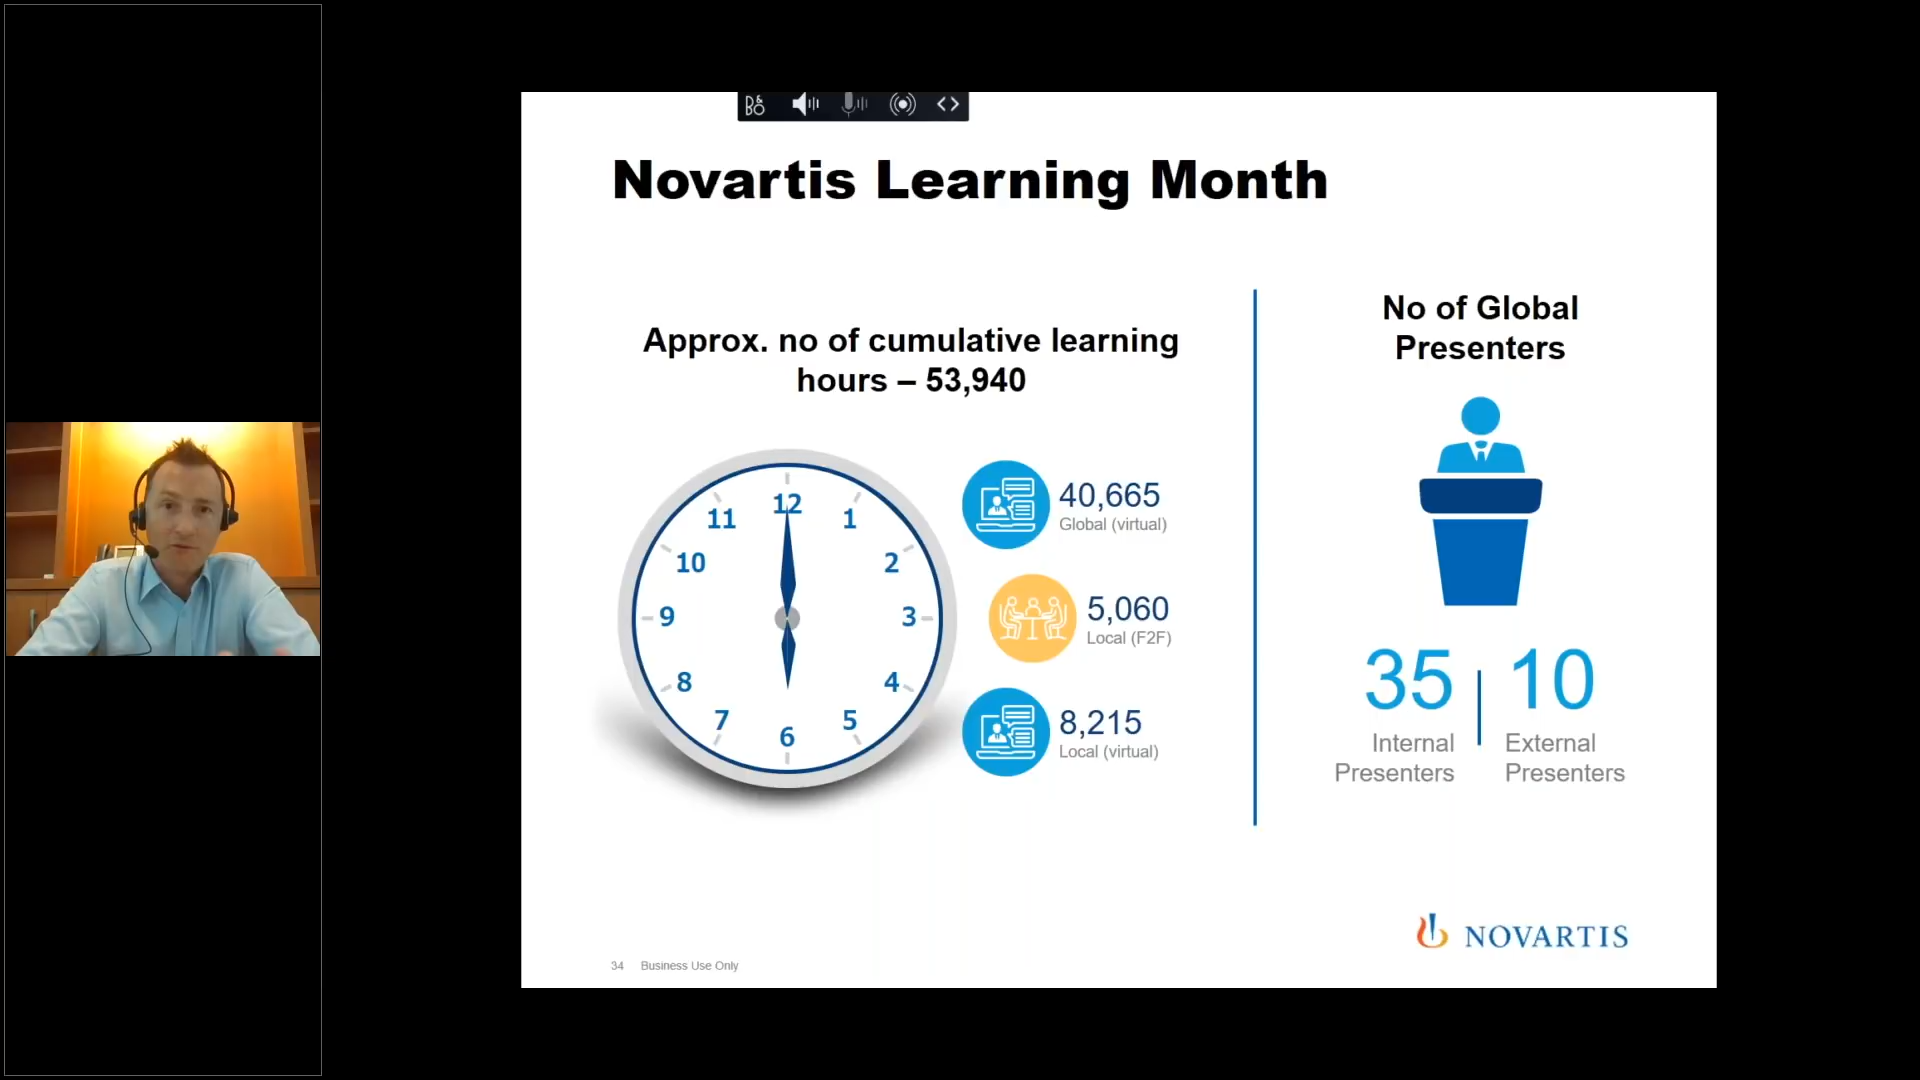 B&O
Novartis Learning Month
Approx. no of cumulative learning
hours – 53,940
12
1
2
3
4
5
6
7
8
9
10
11
40,665
Global (virtual)
5,060
Local (F2F)
8,215
Local (virtual)
No of Global
Presenters
35
Internal
Presenters
10
External
Presenters
NOVARTIS
34 Business Use Only